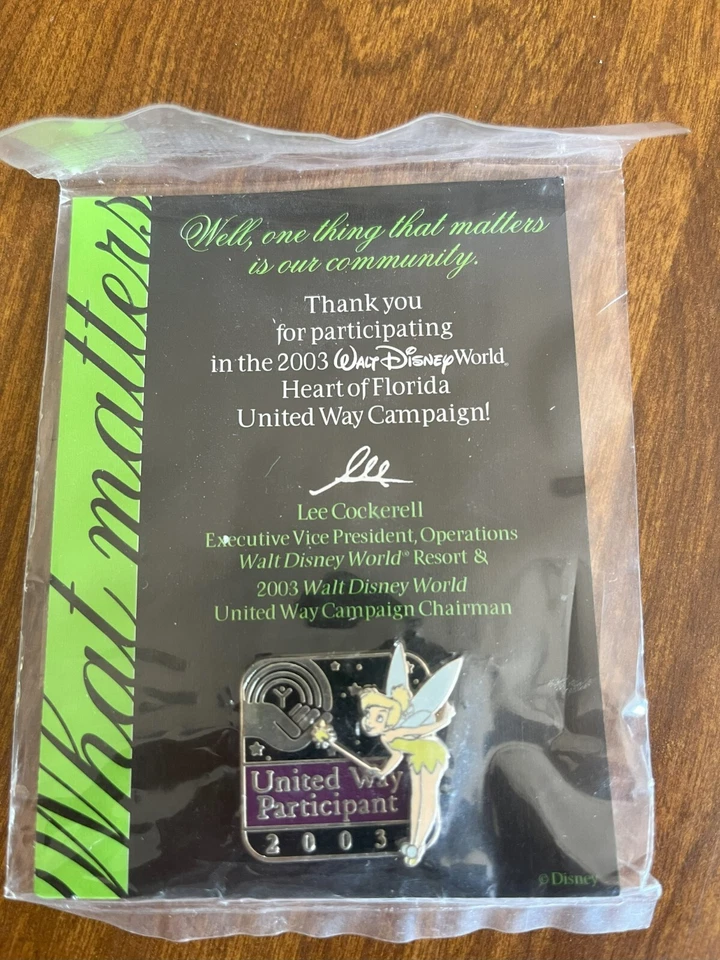 What matters
Well, one thing that matters
is our community.
Thank you
for participating
in the 2003 Walt Disney World®
Heart of Florida
United Way Campaign!
Lee
Lee Cockerell
Executive Vice President, Operations
Walt Disney World® Resort &
2003 Walt Disney World
United Way Campaign Chairman
United Way
Participant
2003
©Disney